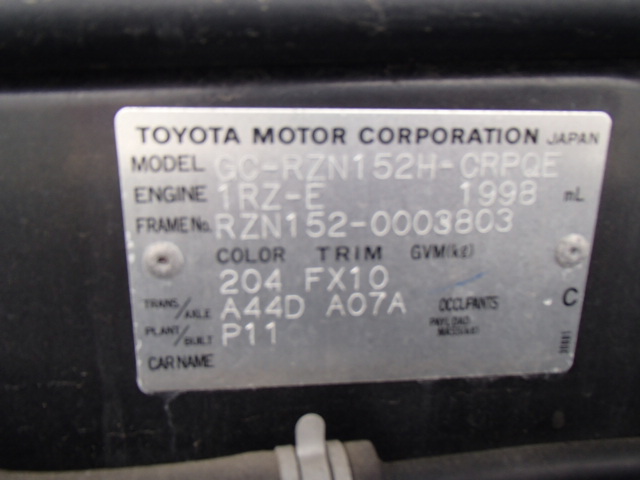 TOYOTA MOTOR CORPORATION JAPAN
MODEL GC-RZN152H-CRPQE
ENGINE 1RZ-E 1998 mL
FRAME No. RZN152-0003803
COLOR TRIM GVM(kg)
204 FX10
TRANS/AXLE A44D A07A OCCUPANTS C
PLANT/BUILT P11 PAYLOAD
CAR NAME